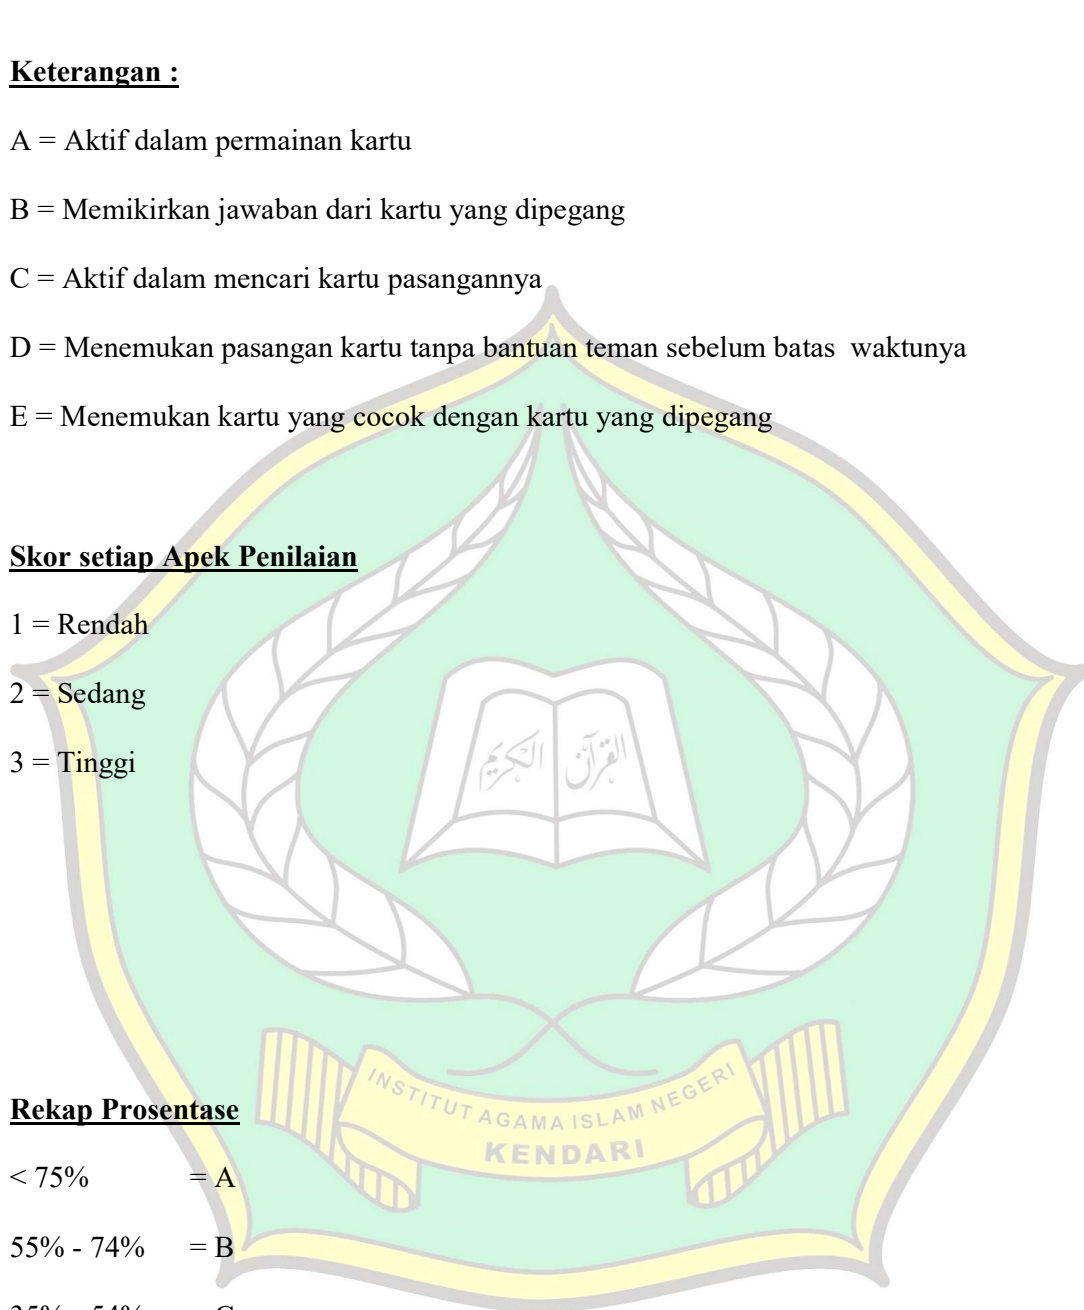 Keterangan :
A = Aktif dalam permainan kartu
B = Memikirkan jawaban dari kartu yang dipegang
C = Aktif dalam mencari kartu pasangannya
D = Menemukan pasangan kartu tanpa bantuan teman sebelum batas waktunya
E = Menemukan kartu yang cocok dengan kartu yang dipegang
Skor setiap Apek Penilaian
1 = Rendah
2 = Sedang
3 = Tinggi
القرآن الكريم
INSTITUT AGAMA ISLAM NEGERI
KENDARI
Rekap Prosentase
< 75% = A
55% - 74% = B